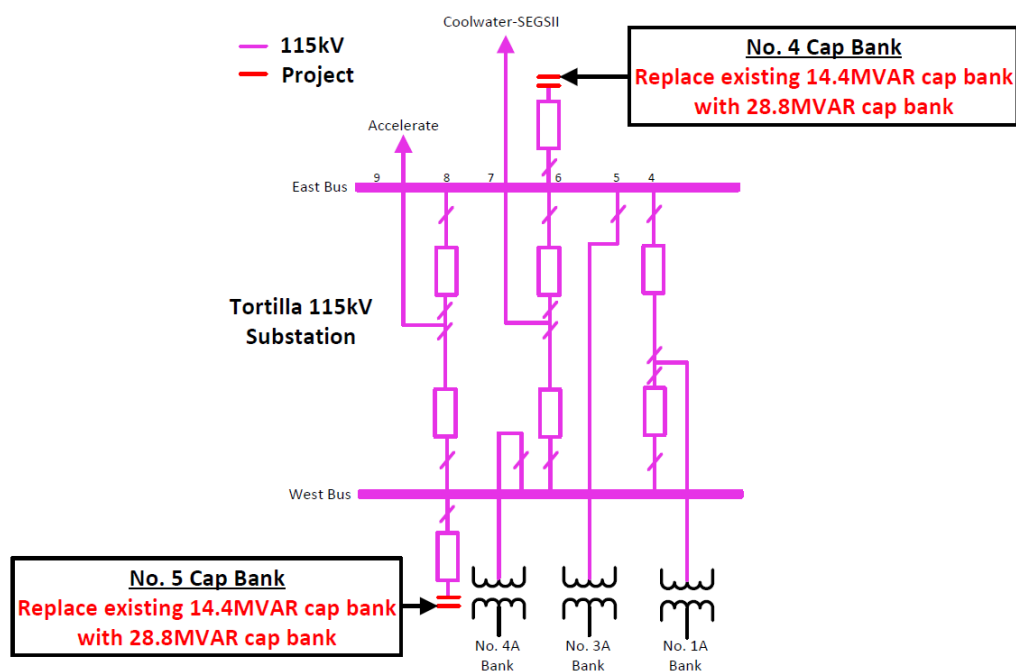 Coolwater-SEGSII
115kV
Project
No. 4 Cap Bank
Replace existing 14.4MVAR cap bank
with 28.8MVAR cap bank
Accelerate
East Bus
9 8 7 6 5 4
Tortilla 115kV
Substation
West Bus
No. 5 Cap Bank
Replace existing 14.4MVAR cap bank
with 28.8MVAR cap bank
No. 4A
Bank
No. 3A
Bank
No. 1A
Bank